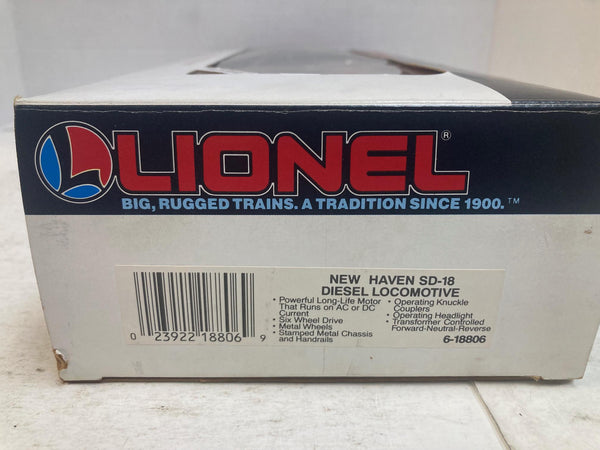 LIONEL®
BIG, RUGGED TRAINS. A TRADITION SINCE 1900.™
NEW HAVEN SD-18
DIESEL LOCOMOTIVE
• Powerful Long-Life Motor
That Runs on AC or DC
Current
• Six Wheel Drive
• Metal Wheels
• Stamped Metal Chassis
and Handrails
• Operating Knuckle
Couplers
• Operating Headlight
• Transformer Controlled
Forward-Neutral-Reverse
6-18806
0 23922 18806 9